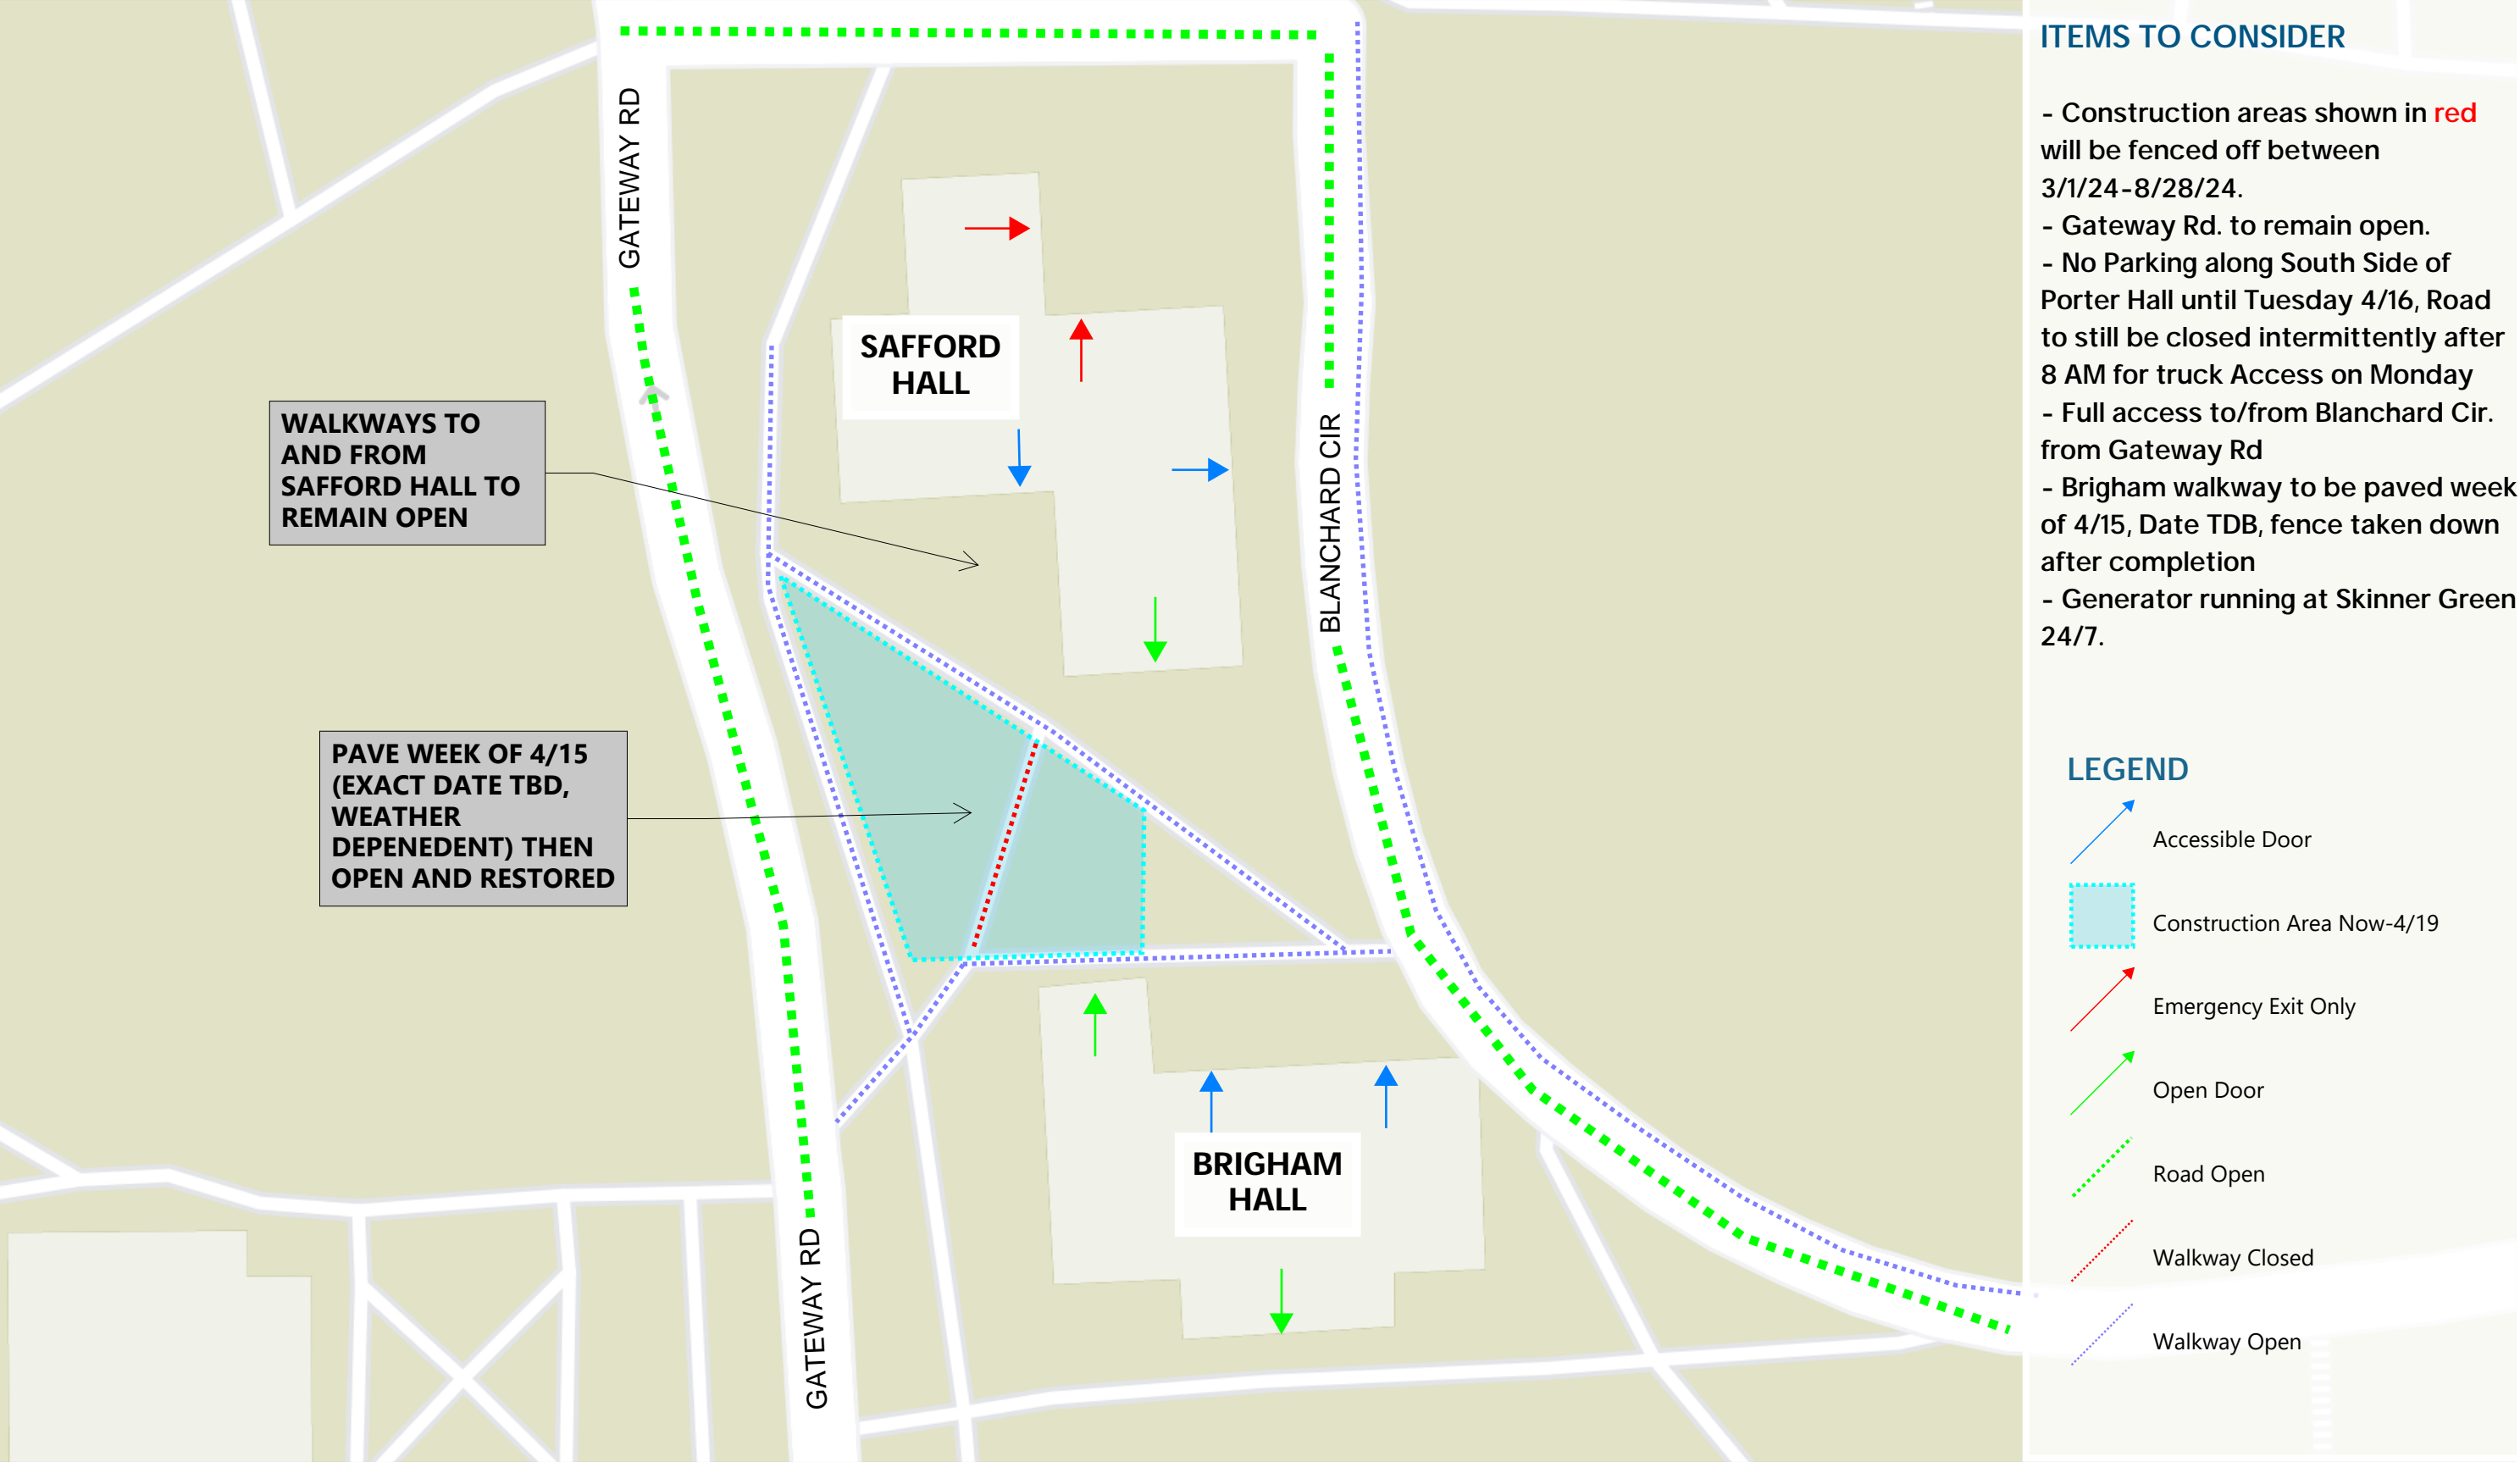 GATEWAY RD
SAFFORD
HALL
WALKWAYS TO
AND FROM
SAFFORD HALL TO
REMAIN OPEN
BLANCHARD CIR
PAVE WEEK OF 4/15
(EXACT DATE TBD,
WEATHER
DEPENEDENT) THEN
OPEN AND RESTORED
BRIGHAM
HALL
GATEWAY RD
ITEMS TO CONSIDER
- Construction areas shown in red
will be fenced off between
3/1/24-8/28/24.
- Gateway Rd. to remain open.
- No Parking along South Side of
Porter Hall until Tuesday 4/16, Road
to still be closed intermittently after
8 AM for truck Access on Monday
- Full access to/from Blanchard Cir.
from Gateway Rd
- Brigham walkway to be paved week
of 4/15, Date TDB, fence taken down
after completion
- Generator running at Skinner Green
24/7.
LEGEND
Accessible Door
Construction Area Now-4/19
Emergency Exit Only
Open Door
Road Open
Walkway Closed
Walkway Open